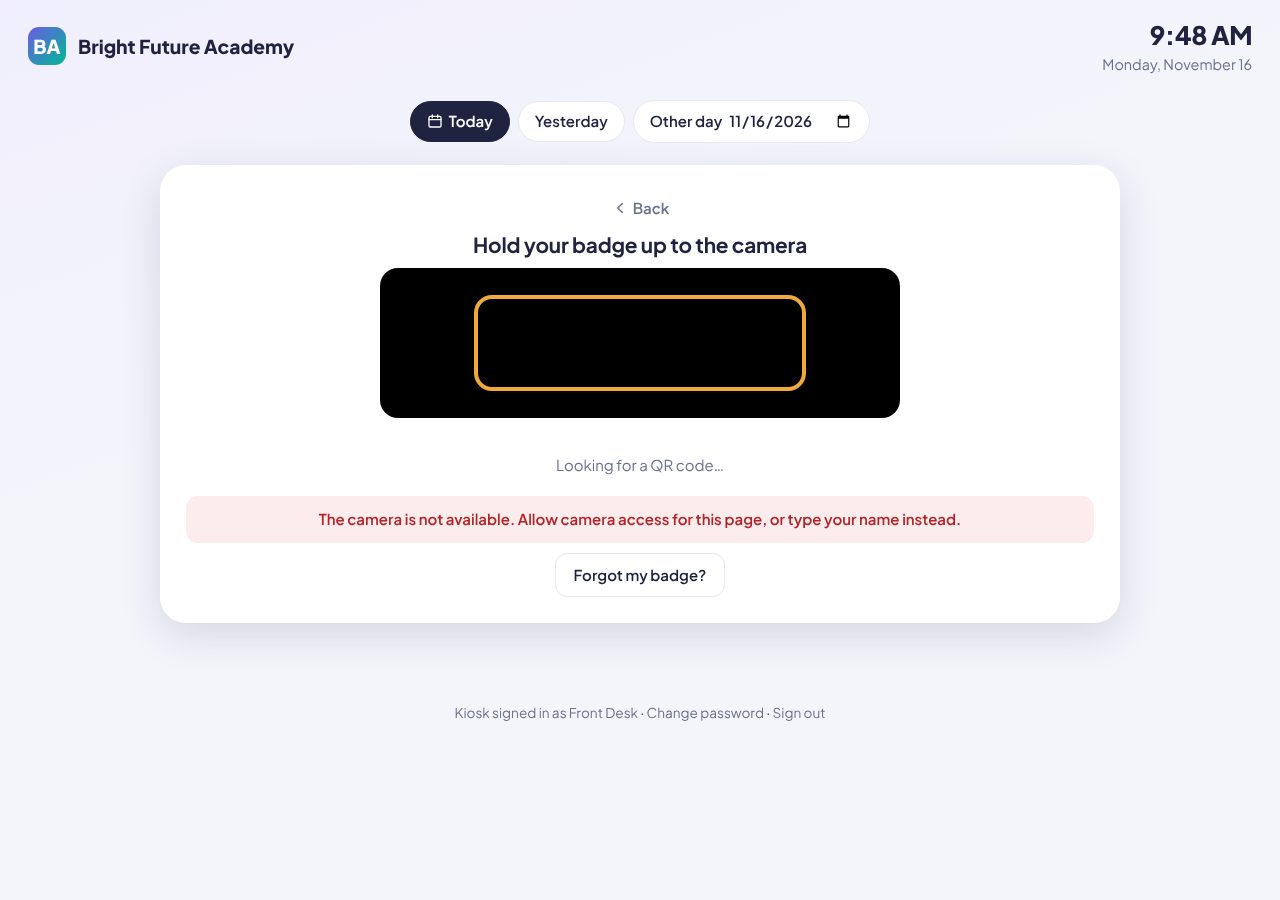 BA Bright Future Academy
9:48 AM
Monday, November 16
Today Yesterday Other day 11/16/2026
Back
Hold your badge up to the camera
Looking for a QR code…
The camera is not available. Allow camera access for this page, or type your name instead.
Forgot my badge?
Kiosk signed in as Front Desk · Change password · Sign out